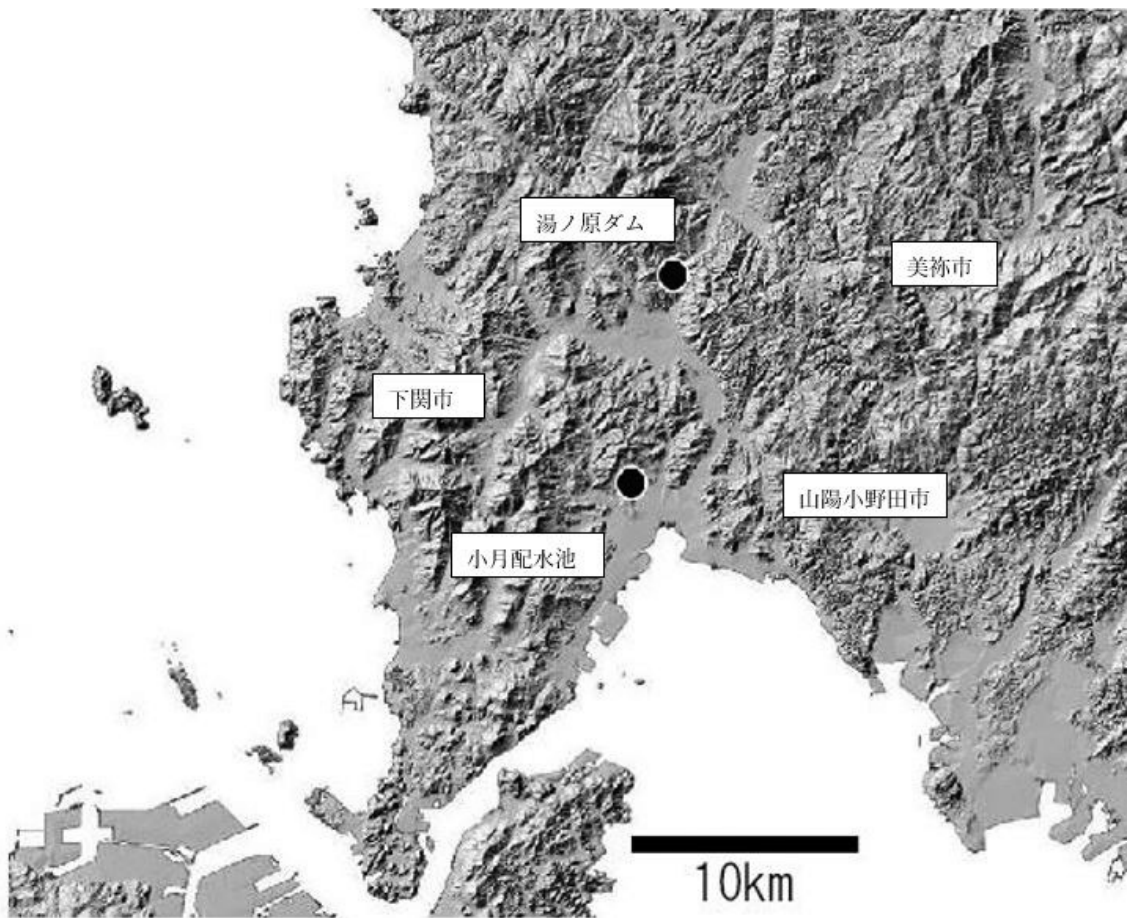 湯ノ原ダム
美祢市
下関市
山陽小野田市
小月配水池
10km